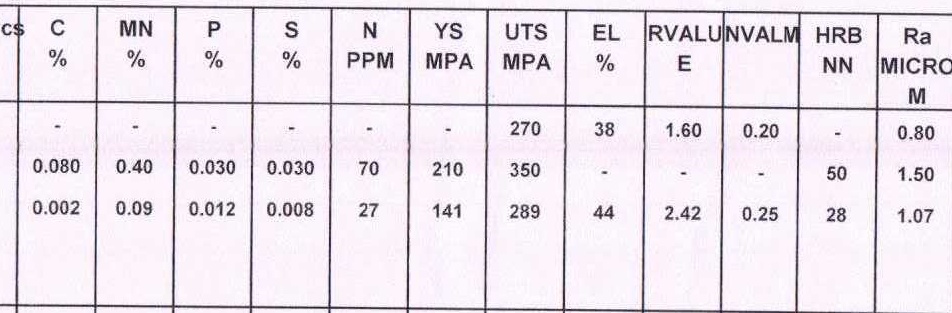 cs C MN P S N YS UTS EL RVALU NVALM HRB Ra
% % % % PPM MPA MPA % E NN MICRO
M
- - - - - - 270 38 1.60 0.20 - 0.80
0.080 0.40 0.030 0.030 70 210 350 - - - 50 1.50
0.002 0.09 0.012 0.008 27 141 289 44 2.42 0.25 28 1.07